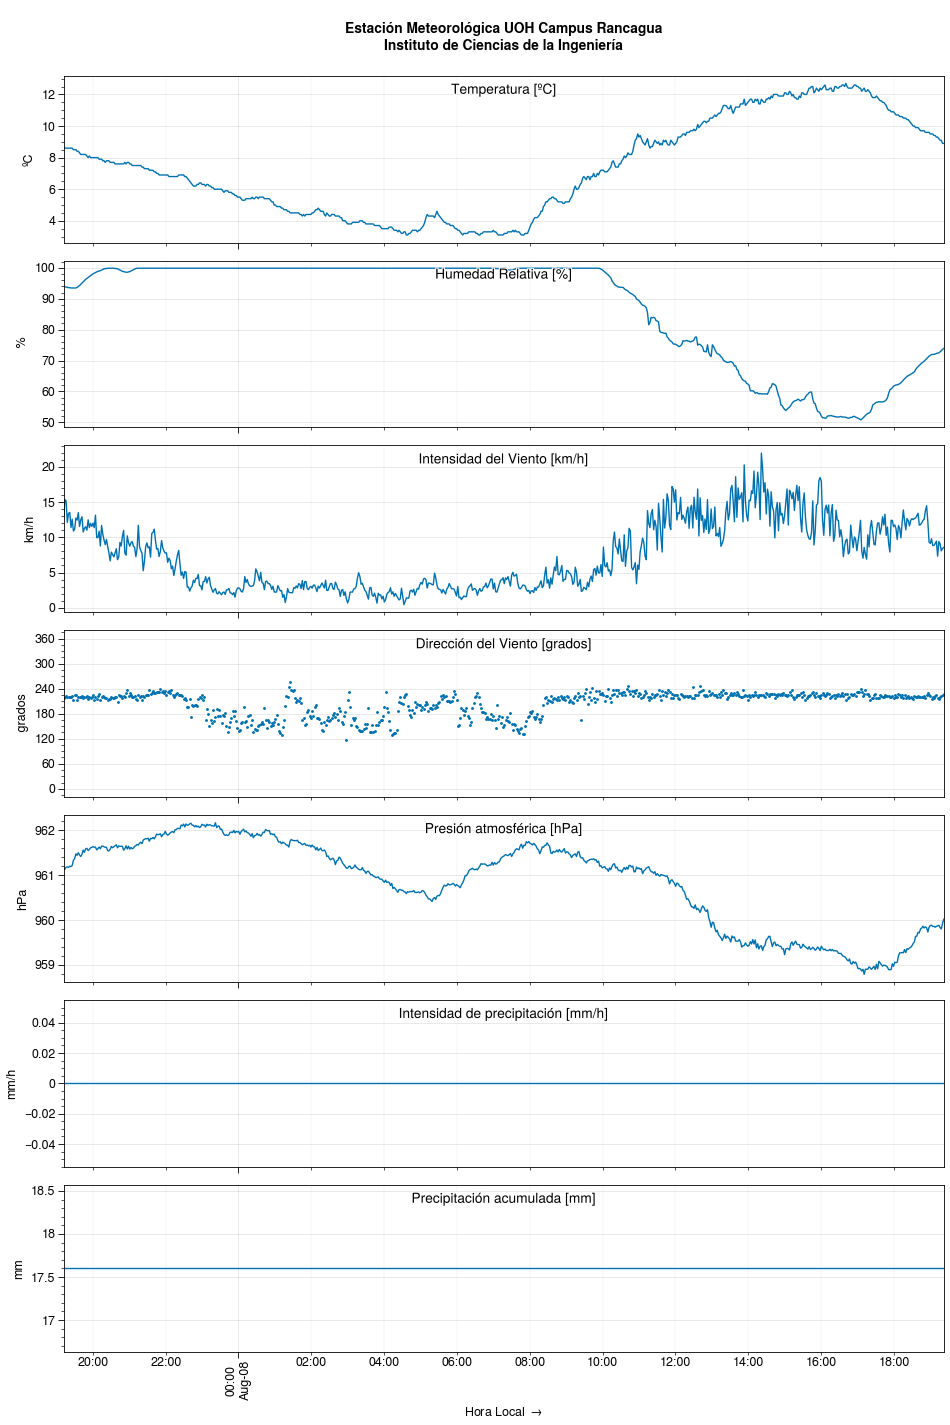 Estación Meteorológica UOH Campus Rancagua
Instituto de Ciencias de la Ingeniería
Temperatura [ºC]
12
10
8
6
4
ºC
Humedad Relativa [%]
100
90
80
70
60
50
%
Intensidad del Viento [km/h]
20
15
10
5
0
km/h
Dirección del Viento [grados]
360
300
240
180
120
60
0
grados
Presión atmosférica [hPa]
962
961
960
959
hPa
Intensidad de precipitación [mm/h]
0.04
0.02
0
−0.02
−0.04
mm/h
Precipitación acumulada [mm]
18.5
18
17.5
17
mm
20:00 22:00 00:00 02:00 04:00 06:00 08:00 10:00 12:00 14:00 16:00 18:00
Aug-08
Hora Local →